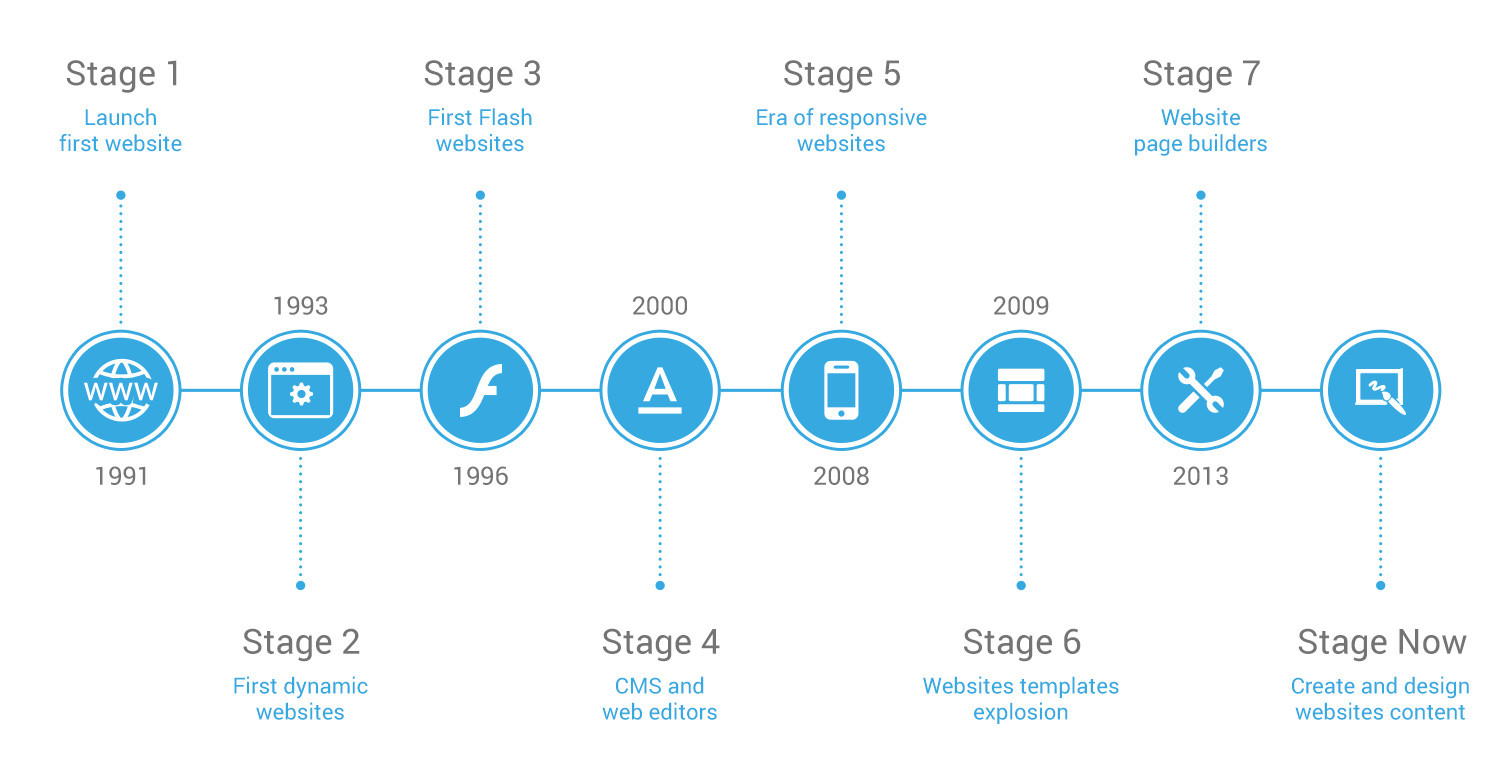 Stage 1
Launch
first website
WWW
1991
1993
Stage 2
First dynamic
websites
Stage 3
First Flash
websites
f
1996
2000
A
Stage 4
CMS and
web editors
Stage 5
Era of responsive
websites
2008
2009
Stage 6
Websites templates
explosion
Stage 7
Website
page builders
2013
Stage Now
Create and design
websites content